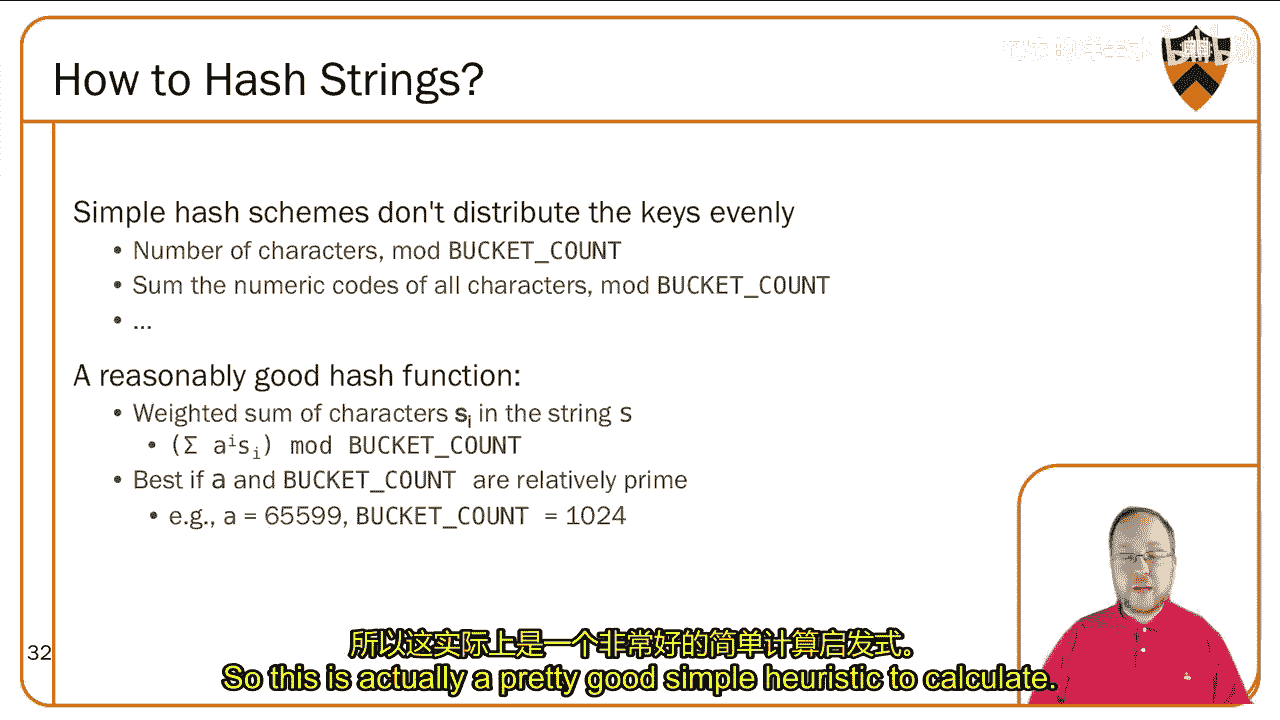 How to Hash Strings?
Simple hash schemes don't distribute the keys evenly
• Number of characters, mod BUCKET_COUNT
• Sum the numeric codes of all characters, mod BUCKET_COUNT
• ...
A reasonably good hash function:
• Weighted sum of characters sᵢ in the string s
• (Σ aⁱsᵢ) mod BUCKET_COUNT
• Best if a and BUCKET_COUNT are relatively prime
• e.g., a = 65599, BUCKET_COUNT = 1024
32
所以这实际上是一个非常好的简单计算启发式。
So this is actually a pretty good simple heuristic to calculate.